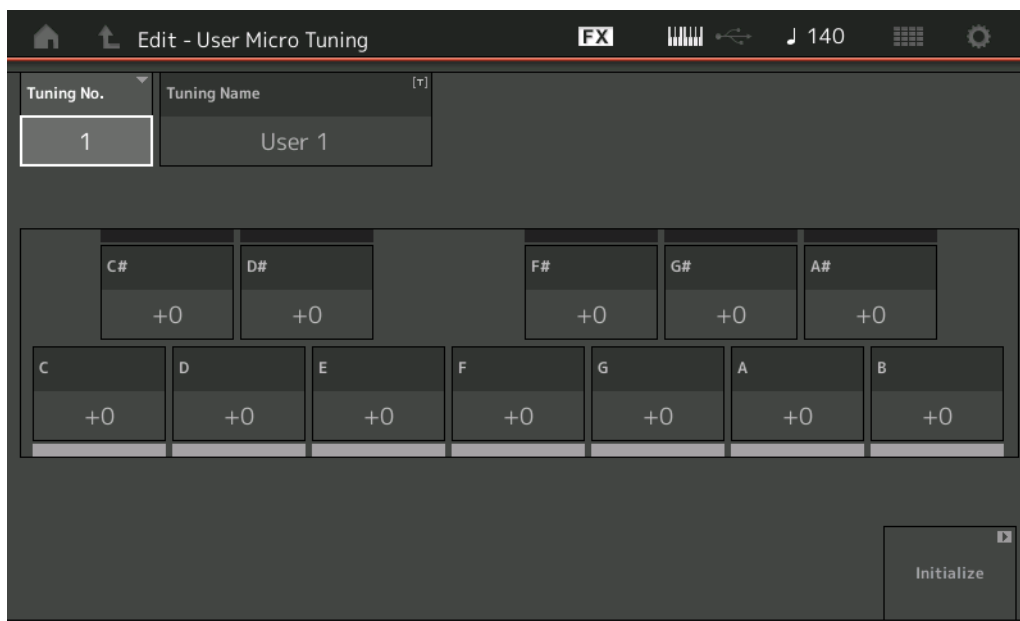 Edit - User Micro Tuning FX 140
Tuning No. Tuning Name [T]
1 User 1
C# D# F# G# A#
+0 +0 +0 +0 +0
C D E F G A B
+0 +0 +0 +0 +0 +0 +0
Initialize